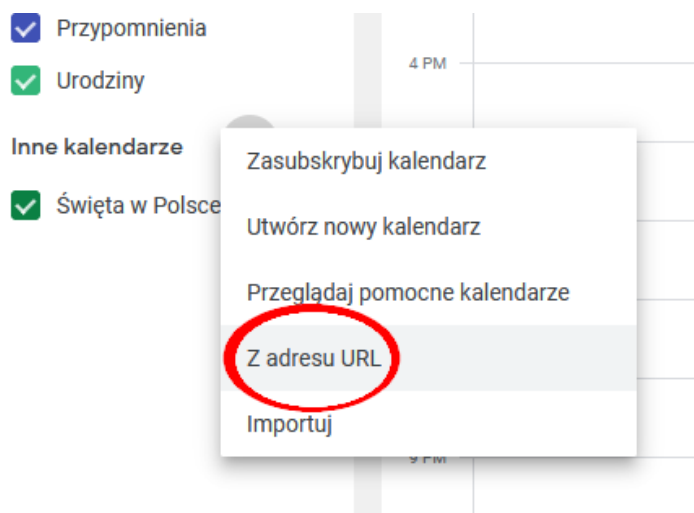 Przypomnienia
4 PM
Urodziny
Inne kalendarze
Zasubskrybuj kalendarz
Święta w Polsce
Utwórz nowy kalendarz
Przeglądaj pomocne kalendarze
Z adresu URL
Importuj
9 PM